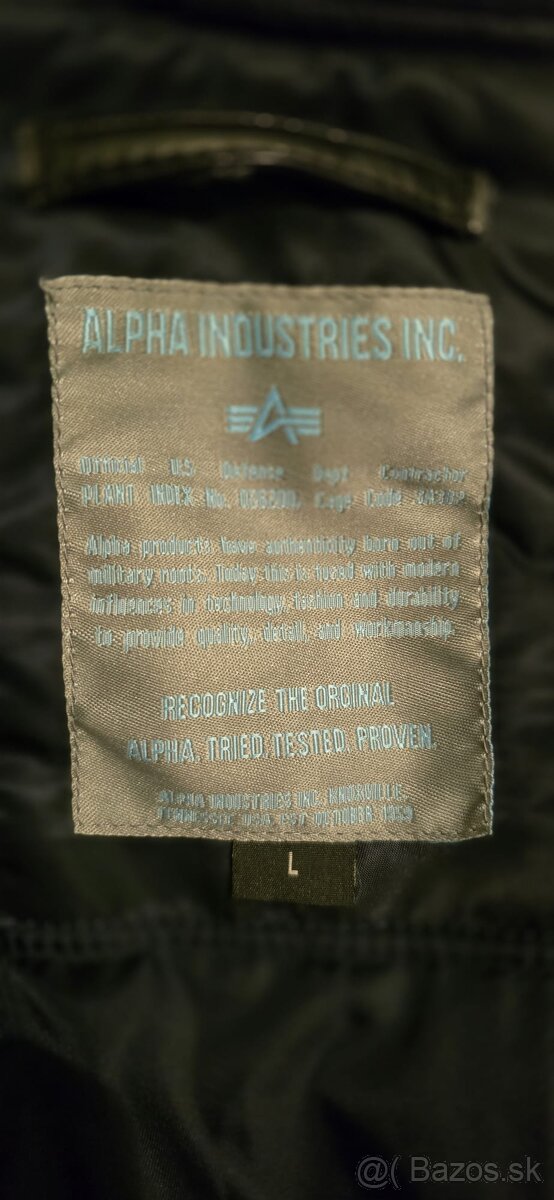 ALPHA INDUSTRIES INC.
Official US Defense Dept Contractor
PLANT INDEX No. Cage Code
Alpha products have authenticity born out of
military roots. Today this is fused with modern
influences in technology, fashion and durability
to provide quality, detail, and workmanship.
RECOGNIZE THE ORGINAL
ALPHA. TRIED. TESTED. PROVEN.
ALPHA INDUSTRIES INC. KNOXVILLE,
USA, EST OCTOBER 1959
L
@( Bazos.sk